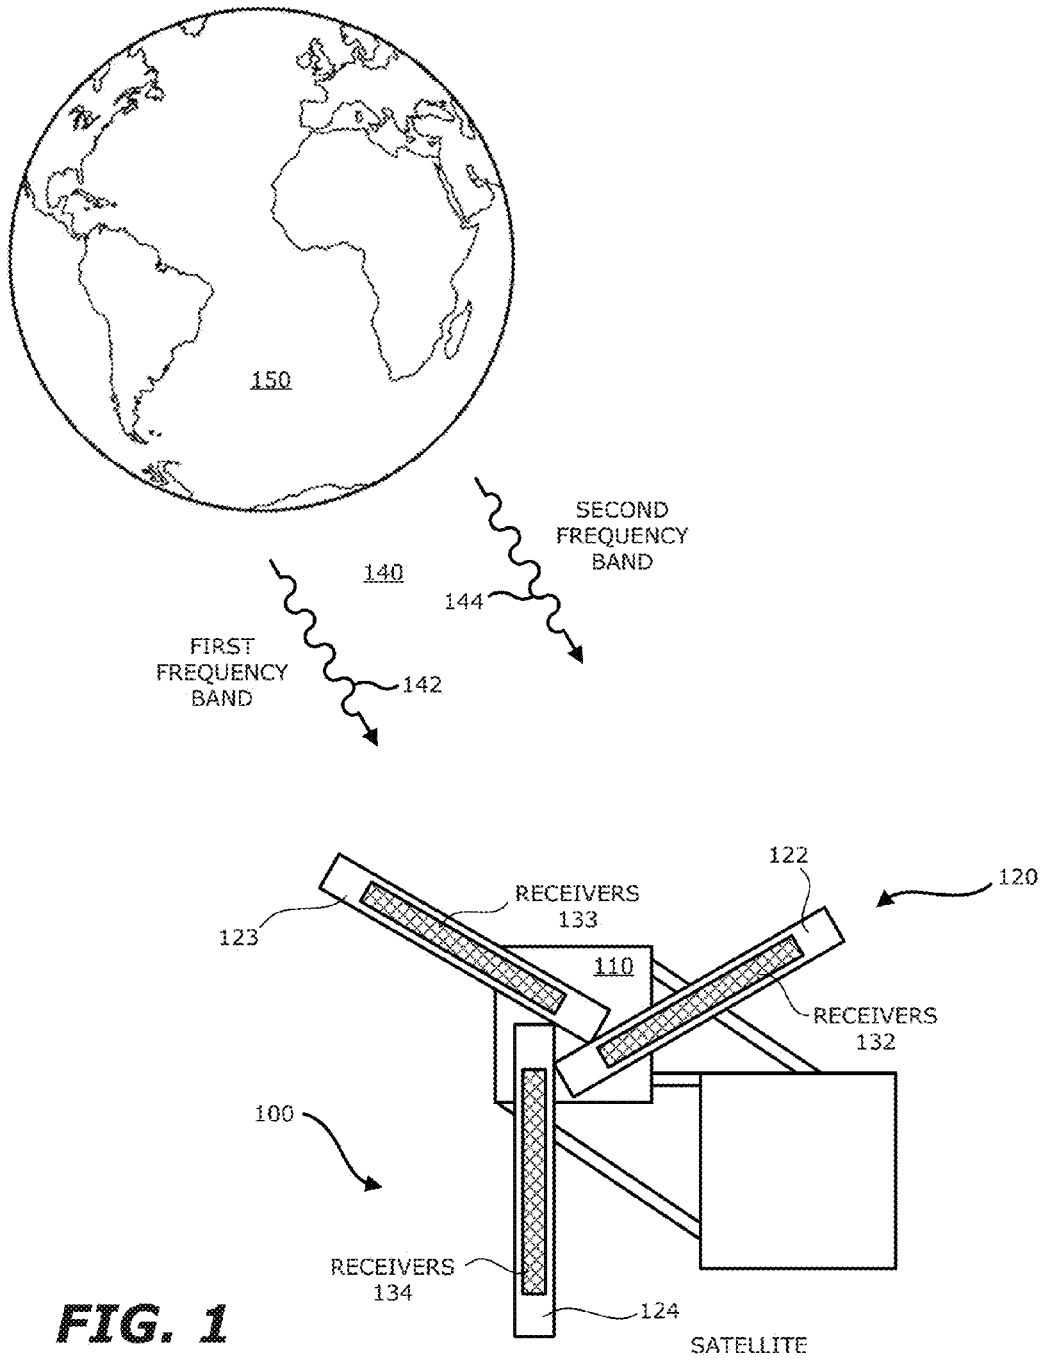 150
SECOND
FREQUENCY
BAND
140
144
FIRST
FREQUENCY
BAND
142
122
120
RECEIVERS
133
123
110
RECEIVERS
132
100
RECEIVERS
134
124
FIG. 1
SATELLITE